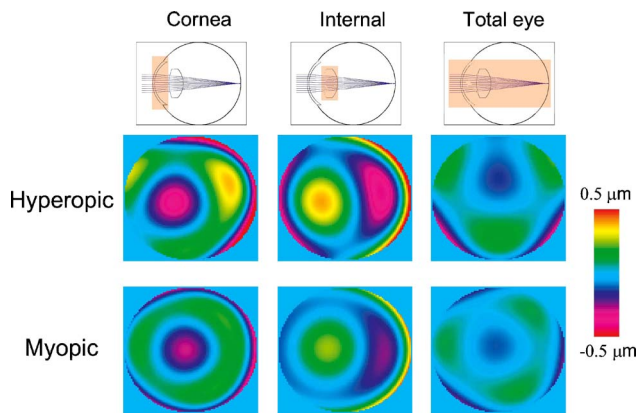 Cornea Internal Total eye
Hyperopic
0.5 μm
Myopic
-0.5 μm